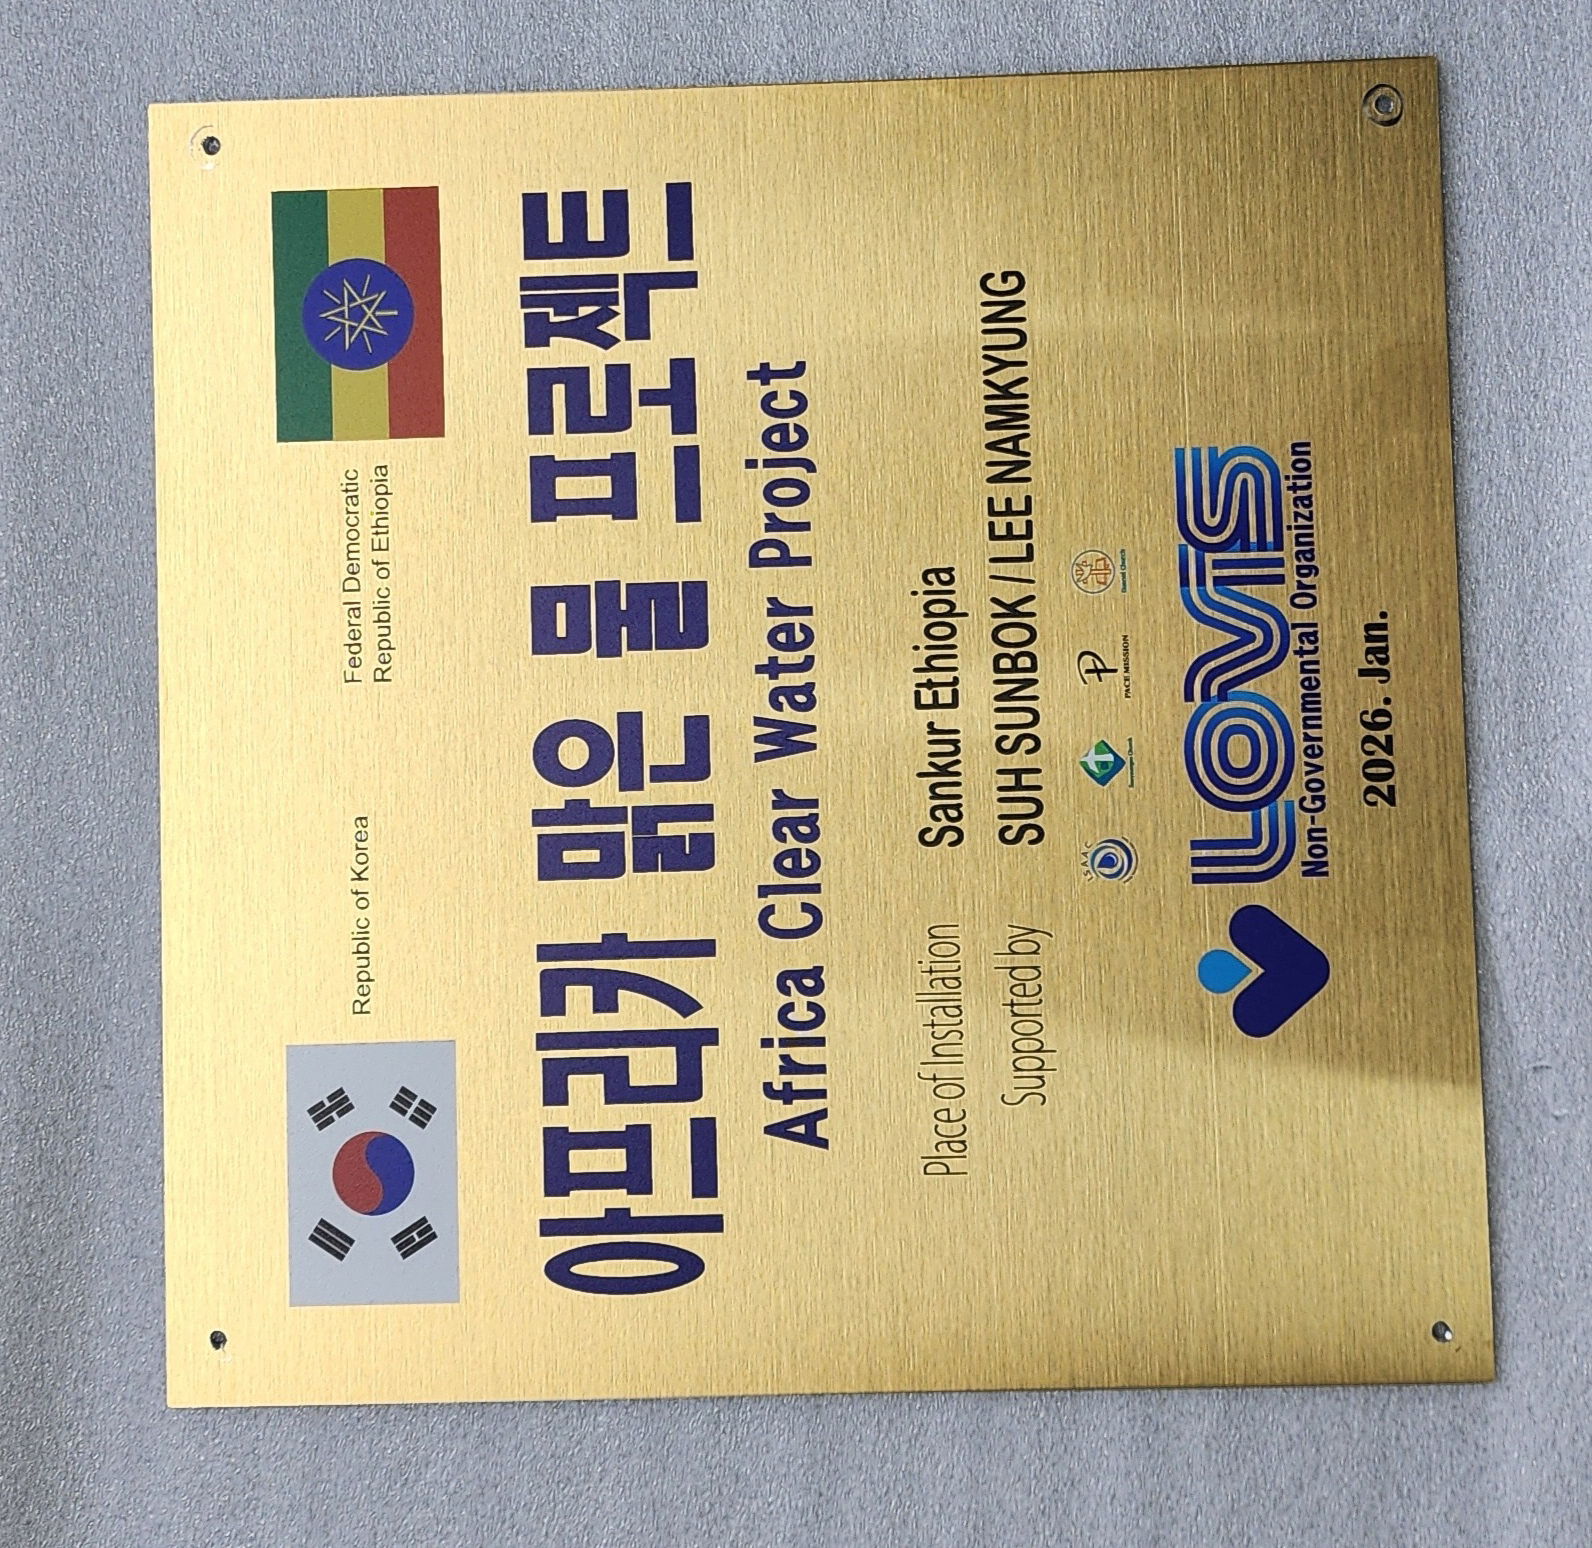 Republic of Korea
Federal Democratic
Republic of Ethiopia
아프리카 맑은 물 프로젝트
Africa Clear Water Project
Place of Installation Sankur Ethiopia
Supported by SUH SUNBOK / LEE NAMKYUNG
ISAAC
PACE MISSION
LOVIS
Non-Governmental Organization
2026. Jan.